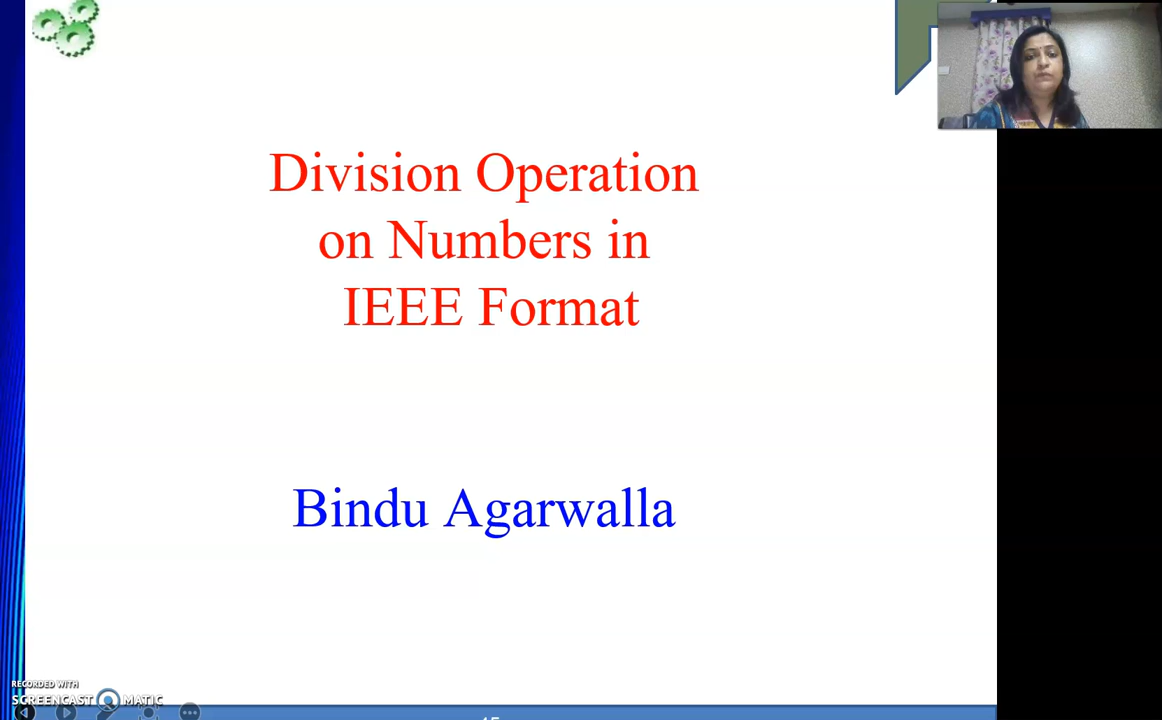 Division Operation
on Numbers in
IEEE Format
Bindu Agarwalla
RECORDED WITH
SCREENCAST MATIC